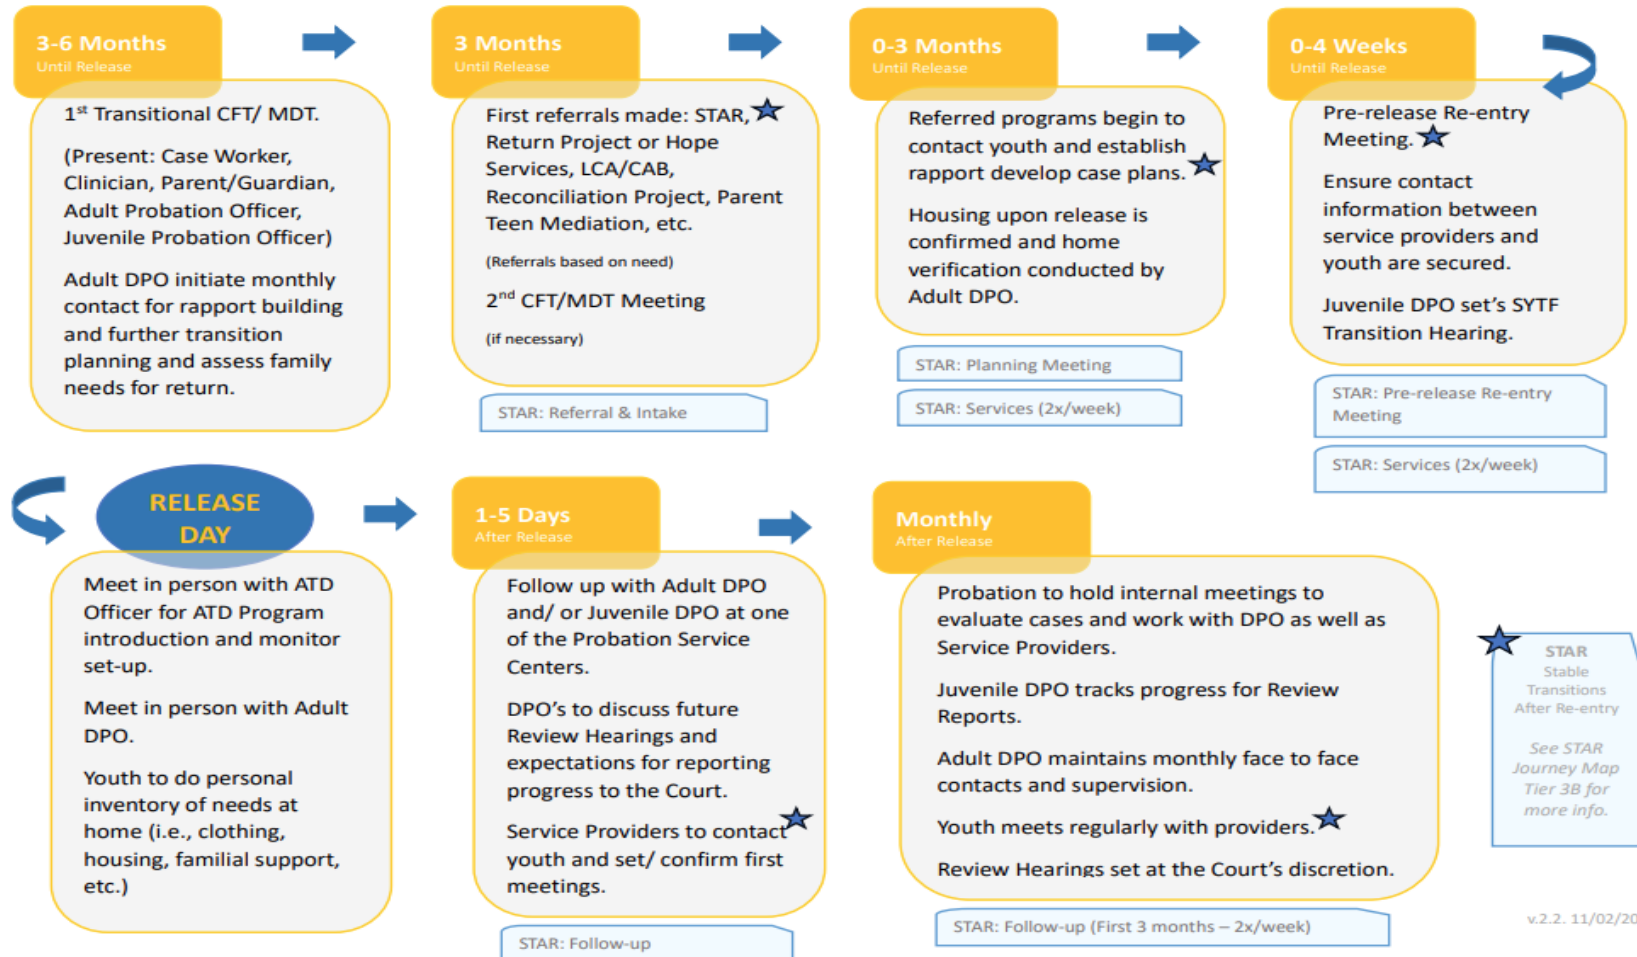 3-6 Months
Until Release
1st Transitional CFT/ MDT.
(Present: Case Worker,
Clinician, Parent/Guardian,
Adult Probation Officer,
Juvenile Probation Officer)
Adult DPO initiate monthly
contact for rapport building
and further transition
planning and assess family
needs for return.
3 Months
Until Release
First referrals made: STAR,
Return Project or Hope
Services, LCA/CAB,
Reconciliation Project, Parent
Teen Mediation, etc.
(Referrals based on need)
2nd CFT/MDT Meeting
(if necessary)
STAR: Referral & Intake
0-3 Months
Until Release
Referred programs begin to
contact youth and establish
rapport develop case plans.
Housing upon release is
confirmed and home
verification conducted by
Adult DPO.
STAR: Planning Meeting
STAR: Services (2x/week)
0-4 Weeks
Until Release
Pre-release Re-entry
Meeting.
Ensure contact
information between
service providers and
youth are secured.
Juvenile DPO set's SYTF
Transition Hearing.
STAR: Pre-release Re-entry
Meeting
STAR: Services (2x/week)
RELEASE
DAY
Meet in person with ATD
Officer for ATD Program
introduction and monitor
set-up.
Meet in person with Adult
DPO.
Youth to do personal
inventory of needs at
home (i.e., clothing,
housing, familial support,
etc.)
1-5 Days
After Release
Follow up with Adult DPO
and/ or Juvenile DPO at one
of the Probation Service
Centers.
DPO's to discuss future
Review Hearings and
expectations for reporting
progress to the Court.
Service Providers to contact
youth and set/ confirm first
meetings.
STAR: Follow-up
Monthly
After Release
Probation to hold internal meetings to
evaluate cases and work with DPO as well as
Service Providers.
Juvenile DPO tracks progress for Review
Reports.
Adult DPO maintains monthly face to face
contacts and supervision.
Youth meets regularly with providers.
Review Hearings set at the Court's discretion.
STAR: Follow-up (First 3 months – 2x/week)
STAR
Stable
Transitions
After Re-entry
See STAR
Journey Map
Tier 3B for
more info.
v.2.2. 11/02/20